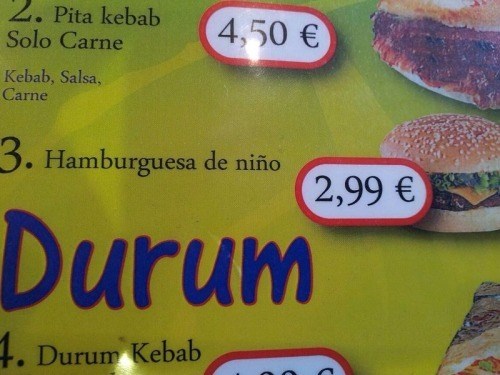 2. Pita kebab
Solo Carne
4,50 €
Kebab, Salsa,
Carne
3. Hamburguesa de niño
2,99 €
Durum
4. Durum Kebab